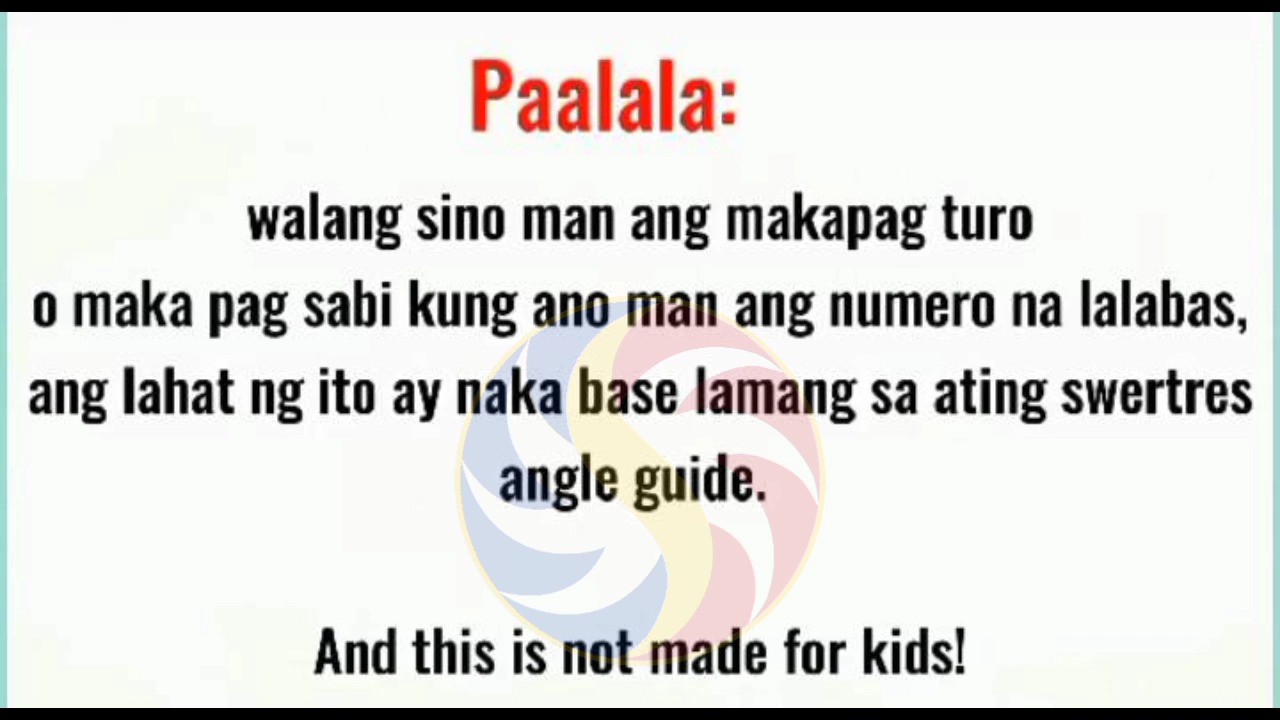 Paalala:
walang sino man ang makapag turo
o maka pag sabi kung ano man ang numero na lalabas,
ang lahat ng ito ay naka base lamang sa ating swertres
angle guide.
And this is not made for kids!